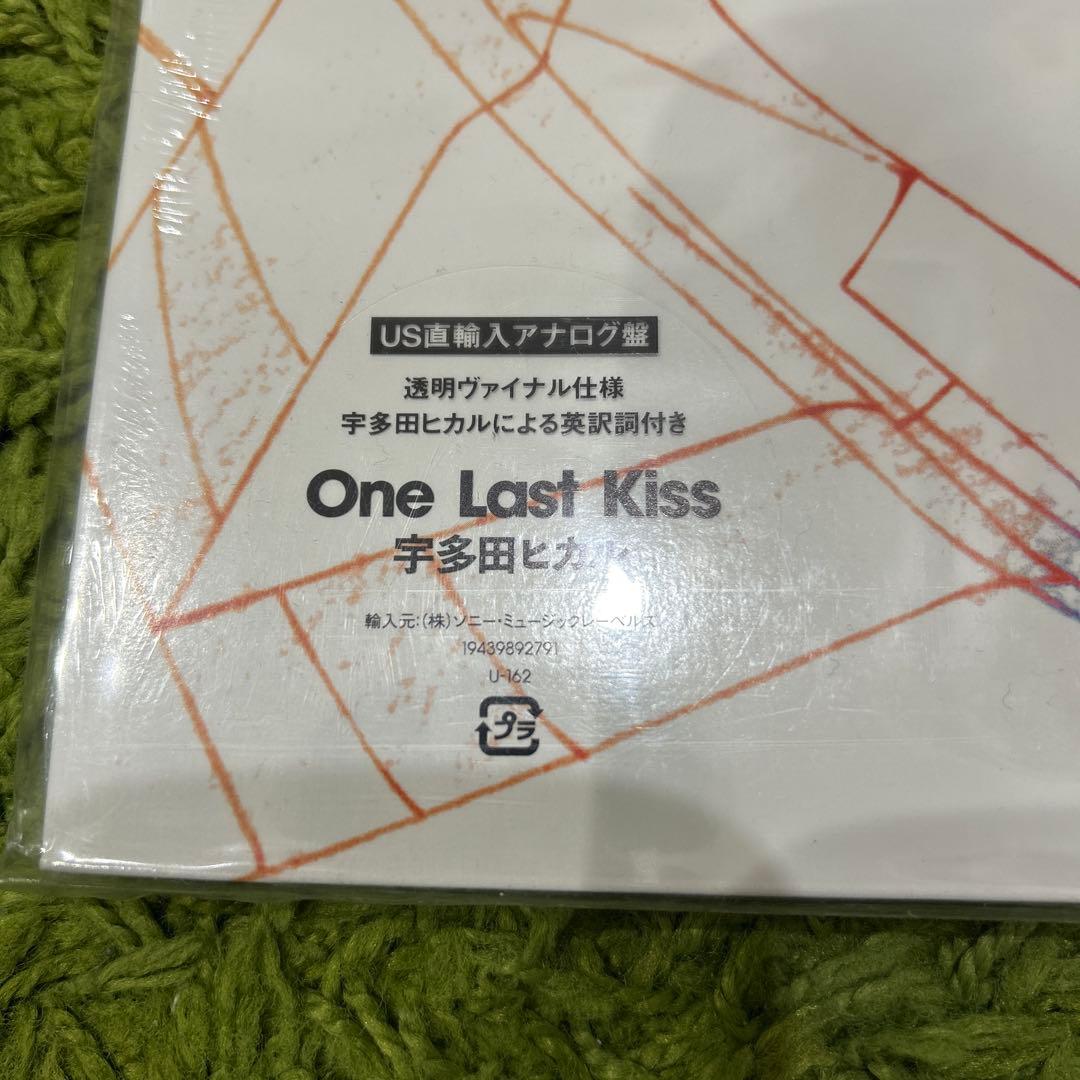 US直輸入アナログ盤
透明ヴァイナル仕様
宇多田ヒカルによる英訳詞付き
One Last Kiss
宇多田ヒカル
輸入元:(株)ソニー・ミュージックレーベルズ
19439892791
U-162
プラ